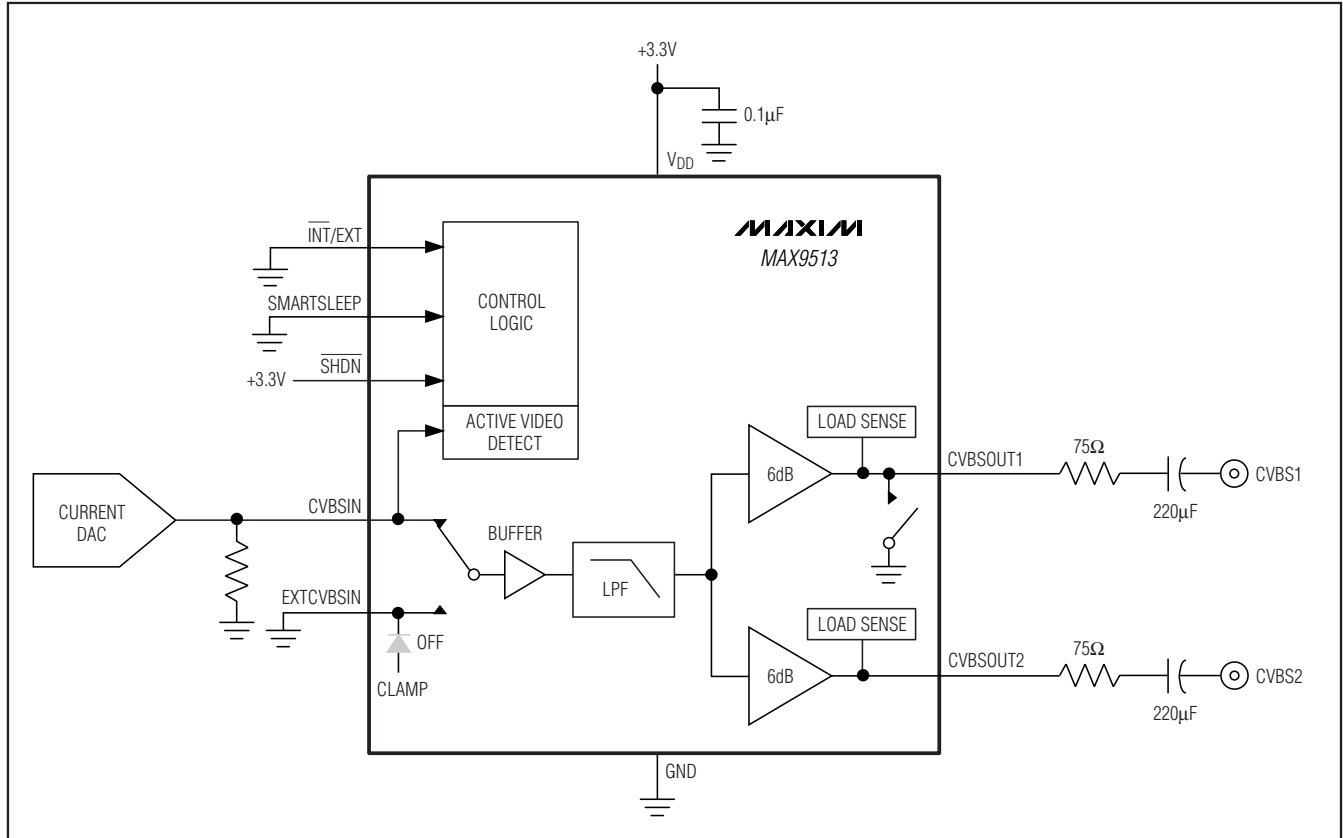 +3.3V
0.1μF
VDD
MAXIM
MAX9513
INT/EXT
SMARTSLEEP
SHDN
+3.3V
CONTROL
LOGIC
ACTIVE VIDEO
DETECT
LOAD SENSE
6dB
CVBSOUT1
75Ω
220μF
CVBS1
CURRENT
DAC
CVBSIN
BUFFER
LPF
EXTCVBSIN
OFF
CLAMP
LOAD SENSE
6dB
CVBSOUT2
75Ω
220μF
CVBS2
GND